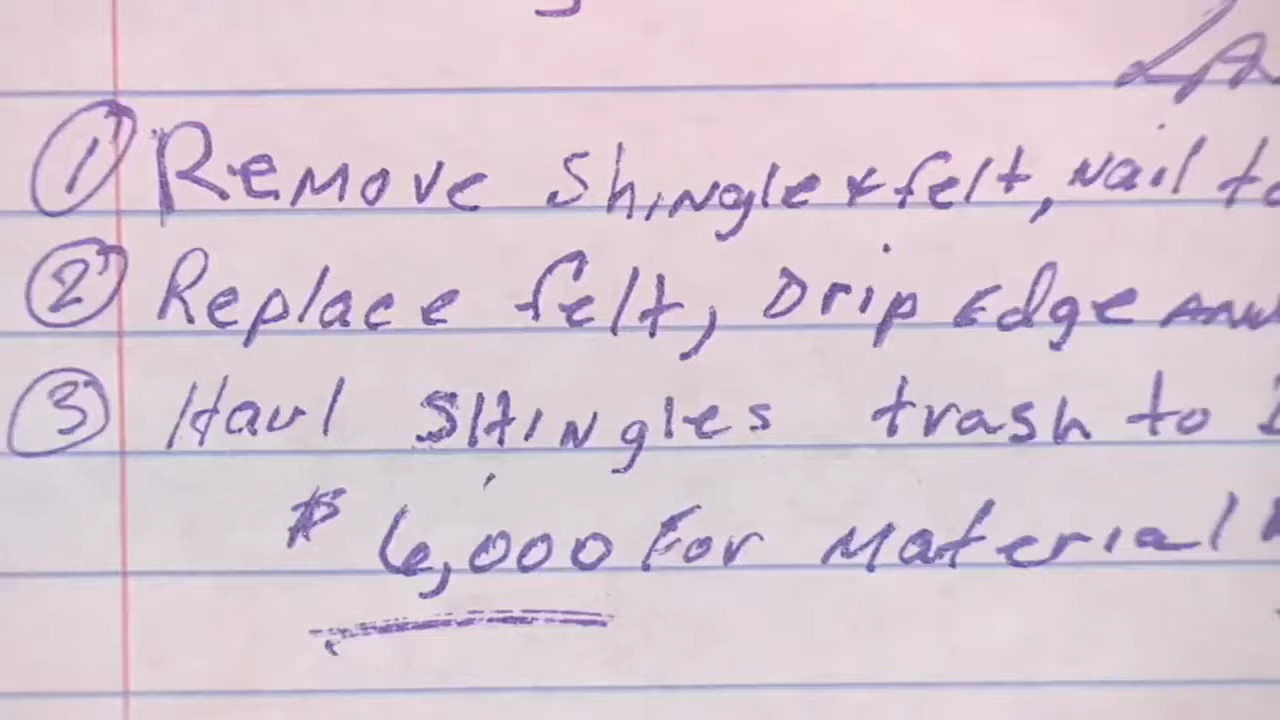 ① Remove Shingle & felt, Nail to
② Replace felt, Drip Edge
③ Haul SHINgles trash to
$ 6,000 For Material